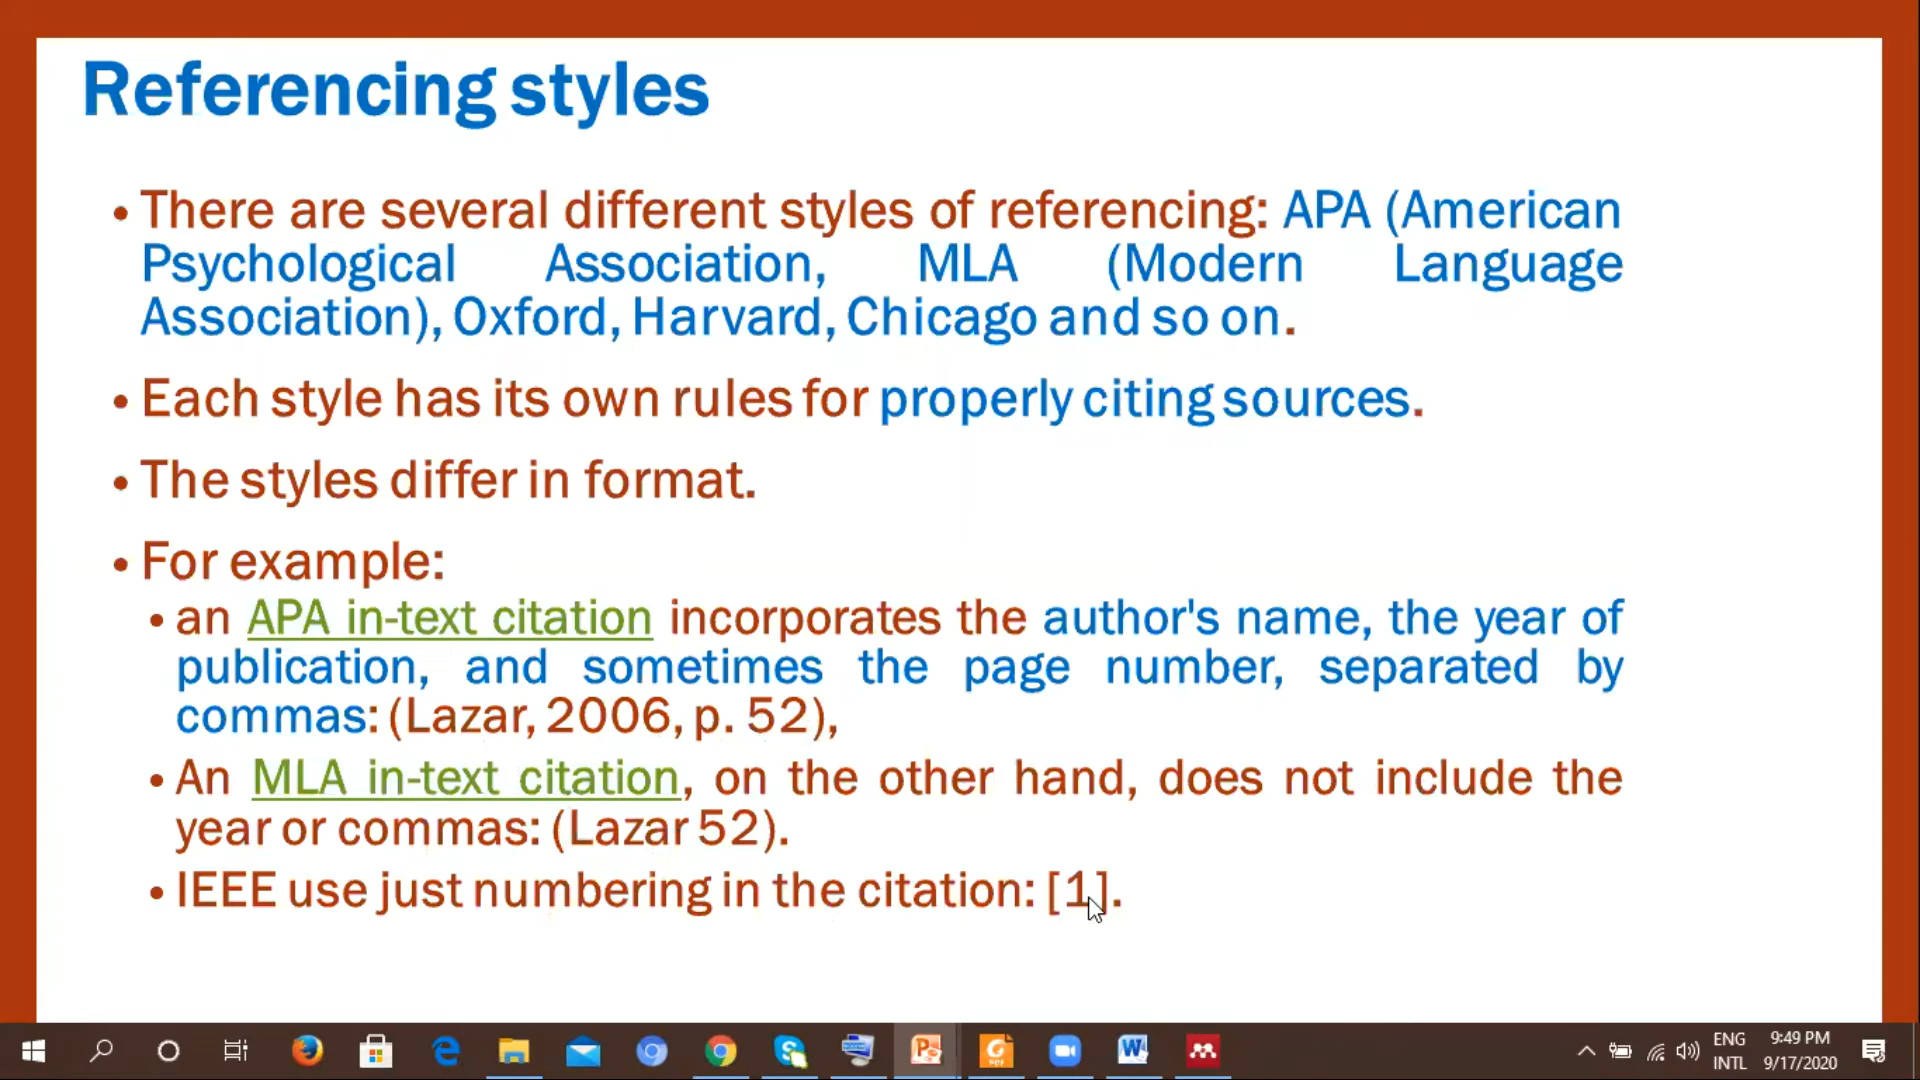 Referencing styles
• There are several different styles of referencing: APA (American
Psychological Association, MLA (Modern Language
Association), Oxford, Harvard, Chicago and so on.
• Each style has its own rules for properly citing sources.
• The styles differ in format.
• For example:
• an APA in-text citation incorporates the author's name, the year of
publication, and sometimes the page number, separated by
commas: (Lazar, 2006, p. 52),
• An MLA in-text citation, on the other hand, does not include the
year or commas: (Lazar 52).
• IEEE use just numbering in the citation: [1].
ENG 9:49 PM
INTL 9/17/2020